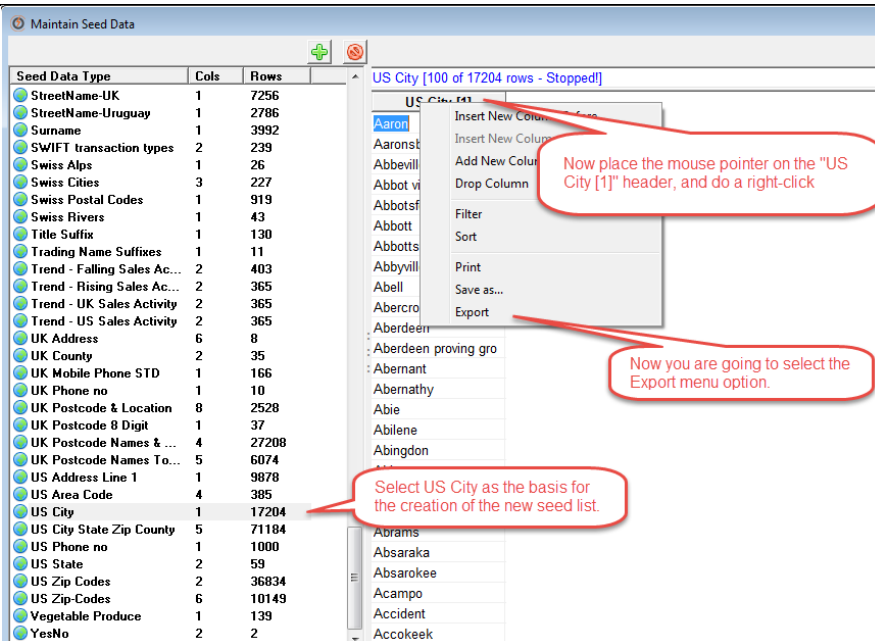 Maintain Seed Data
Seed Data Type Cols Rows
StreetName-UK 1 7256
StreetName-Uruguay 1 2786
Surname 1 3992
SWIFT transaction types 2 239
Swiss Alps 1 26
Swiss Cities 3 227
Swiss Postal Codes 1 919
Swiss Rivers 1 43
Title Suffix 1 130
Trading Name Suffixes 1 11
Trend - Falling Sales Ac... 2 403
Trend - Rising Sales Ac... 2 365
Trend - UK Sales Activity 2 365
Trend - US Sales Activity 2 365
UK Address 6 8
UK County 2 35
UK Mobile Phone STD 1 166
UK Phone no 1 10
UK Postcode & Location 8 2528
UK Postcode 8 Digit 1 37
UK Postcode Names & ... 4 27208
UK Postcode Names To... 5 6074
US Address Line 1 1 9878
US Area Code 4 385
US City 1 17204
US City State Zip County 5 71184
US Phone no 1 1000
US State 2 59
US Zip Codes 2 36834
US Zip-Codes 6 10149
Vegetable Produce 1 139
YesNo 2 2
US City [100 of 17204 rows - Stopped!]
US City [1]
Aaron
Aaronsb
Abbevill
Abbot vi
Abbotsf
Abbott
Abbotts
Abbyvill
Abell
Abercro
Aberdeen
Aberdeen proving gro
Abernant
Abernathy
Abie
Abilene
Abingdon
Abrams
Absaraka
Absarokee
Acampo
Accident
Accokeek
Insert New Column Before
Insert New Colum
Add New Colum
Drop Column
Filter
Sort
Print
Save as...
Export
Now place the mouse pointer on the "US
City [1]" header, and do a right-click
Now you are going to select the
Export menu option.
Select US City as the basis for
the creation of the new seed list.